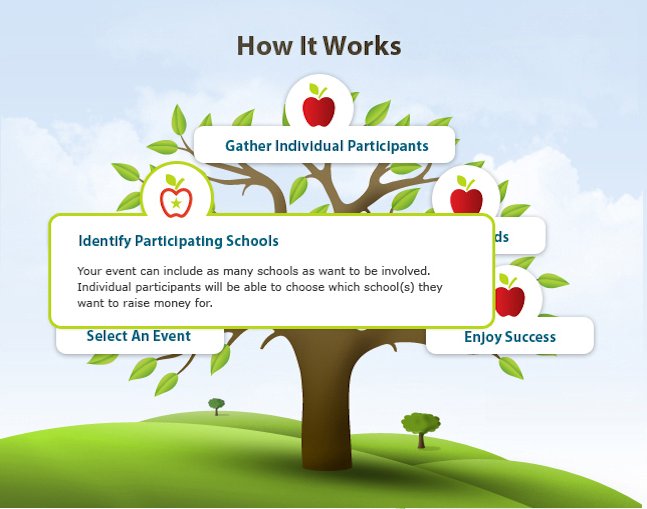 How It Works
Gather Individual Participants
Identify Participating Schools
Your event can include as many schools as want to be involved.
Individual participants will be able to choose which school(s) they
want to raise money for.
Select An Event
Enjoy Success